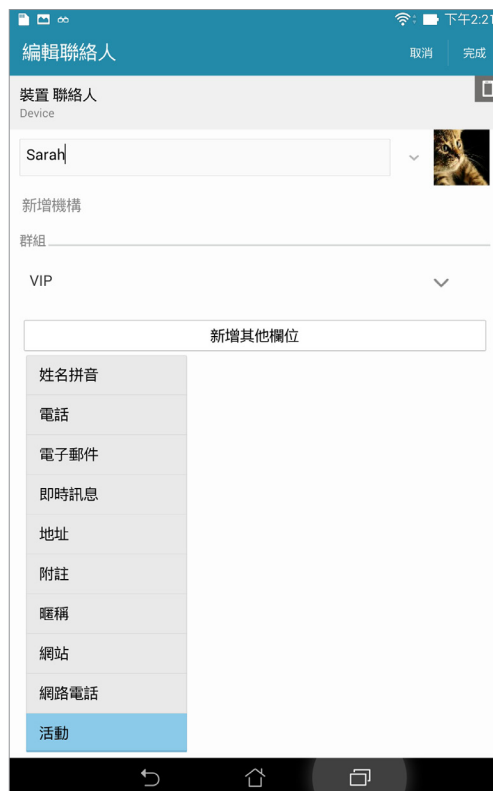 下午2:21
編輯聯絡人
取消
完成
裝置 聯絡人
Device
Sarah
新增機構
群組
VIP
新增其他欄位
姓名拼音
電話
電子郵件
即時訊息
地址
附註
暱稱
網站
網路電話
活動